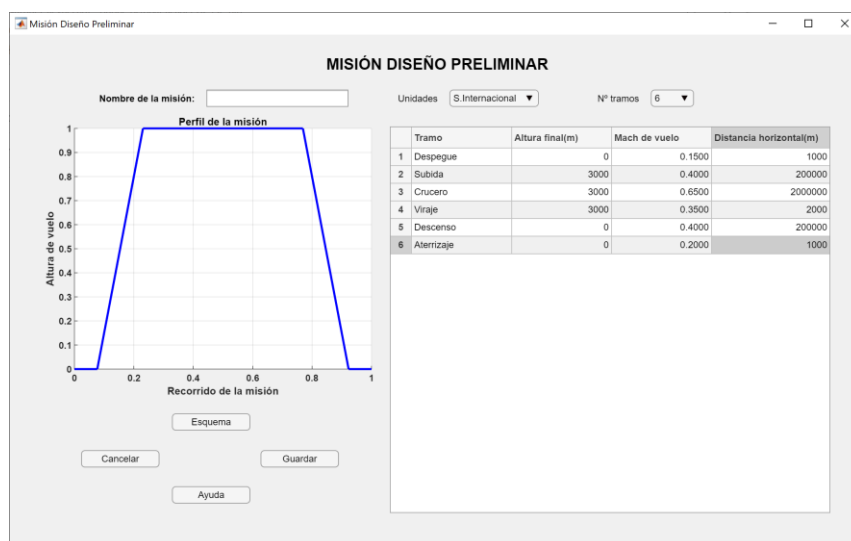 Misión Diseño Preliminar
MISIÓN DISEÑO PRELIMINAR
Nombre de la misión:
Unidades S.Internacional Nº tramos 6
Perfil de la misión
1
0.9
0.8
0.7
0.6
0.5
0.4
0.3
0.2
0.1
0
Altura de vuelo
0 0.2 0.4 0.6 0.8 1
Recorrido de la misión
Esquema
Cancelar Guardar
Ayuda
Tramo Altura final(m) Mach de vuelo Distancia horizontal(m)
1 Despegue 0 0.1500 1000
2 Subida 3000 0.4000 200000
3 Crucero 3000 0.6500 2000000
4 Viraje 3000 0.3500 2000
5 Descenso 0 0.4000 200000
6 Aterrizaje 0 0.2000 1000